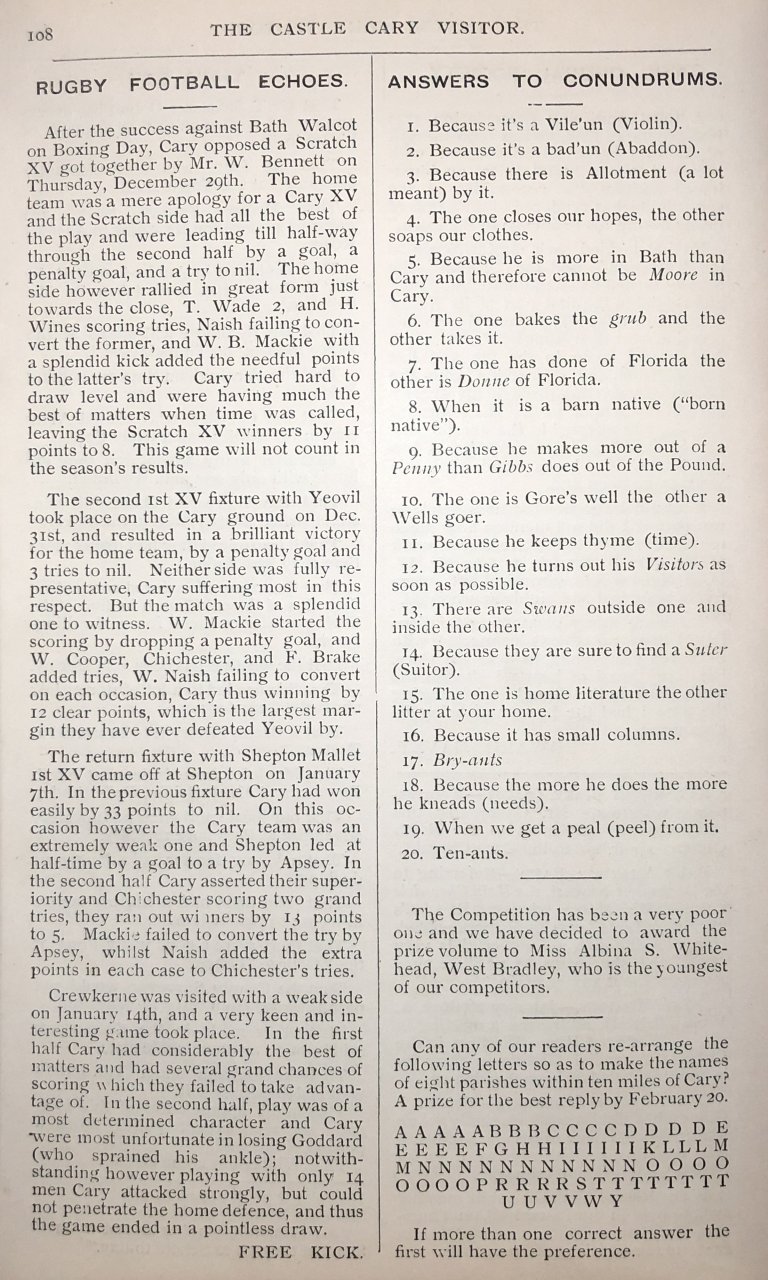 108
THE CASTLE CARY VISITOR.
RUGBY FOOTBALL ECHOES.
After the success against Bath Walcot
on Boxing Day, Cary opposed a Scratch
XV got together by Mr. W. Bennett on
Thursday, December 29th. The home
team was a mere apology for a Cary XV
and the Scratch side had all the best of
the play and were leading till half-way
through the second half by a goal, a
penalty goal, and a try to nil. The home
side however rallied in great form just
towards the close, T. Wade 2, and H.
Wines scoring tries, Naish failing to con-
vert the former, and W. B. Mackie with
a splendid kick added the needful points
to the latter's try. Cary tried hard to
draw level and were having much the
best of matters when time was called,
leaving the Scratch XV winners by 11
points to 8. This game will not count in
the season's results.
The second 1st XV fixture with Yeovil
took place on the Cary ground on Dec.
31st, and resulted in a brilliant victory
for the home team, by a penalty goal and
3 tries to nil. Neither side was fully re-
presentative, Cary suffering most in this
respect. But the match was a splendid
one to witness. W. Mackie started the
scoring by dropping a penalty goal, and
W. Cooper, Chichester, and F. Brake
added tries, W. Naish failing to convert
on each occasion, Cary thus winning by
12 clear points, which is the largest mar-
gin they have ever defeated Yeovil by.
The return fixture with Shepton Mallet
1st XV came off at Shepton on January
7th. In the previous fixture Cary had won
easily by 33 points to nil. On this oc-
casion however the Cary team was an
extremely weak one and Shepton led at
half-time by a goal to a try by Apsey. In
the second half Cary asserted their super-
iority and Chichester scoring two grand
tries, they ran out winners by 13 points
to 5. Mackie failed to convert the try by
Apsey, whilst Naish added the extra
points in each case to Chichester's tries.
Crewkerne was visited with a weak side
on January 14th, and a very keen and in-
teresting game took place. In the first
half Cary had considerably the best of
matters and had several grand chances of
scoring which they failed to take advan-
tage of. In the second half, play was of a
most determined character and Cary
were most unfortunate in losing Goddard
(who sprained his ankle); notwith-
standing however playing with only 14
men Cary attacked strongly, but could
not penetrate the home defence, and thus
the game ended in a pointless draw.
FREE KICK.
ANSWERS TO CONUNDRUMS.
1. Because it's a Vile'un (Violin).
2. Because it's a bad'un (Abaddon).
3. Because there is Allotment (a lot
meant) by it.
4. The one closes our hopes, the other
soaps our clothes.
5. Because he is more in Bath than
Cary and therefore cannot be Moore in
Cary.
6. The one bakes the grub and the
other takes it.
7. The one has done of Florida the
other is Donne of Florida.
8. When it is a barn native ("born
native").
9. Because he makes more out of a
Penny than Gibbs does out of the Pound.
10. The one is Gore's well the other a
Wells goer.
11. Because he keeps thyme (time).
12. Because he turns out his Visitors as
soon as possible.
13. There are Swans outside one and
inside the other.
14. Because they are sure to find a Suter
(Suitor).
15. The one is home literature the other
litter at your home.
16. Because it has small columns.
17. Bry-ants
18. Because the more he does the more
he kneads (needs).
19. When we get a peal (peel) from it.
20. Ten-ants.
The Competition has been a very poor
one and we have decided to award the
prize volume to Miss Albina S. White-
head, West Bradley, who is the youngest
of our competitors.
Can any of our readers re-arrange the
following letters so as to make the names
of eight parishes within ten miles of Cary?
A prize for the best reply by February 20.
A A A A A B B B C C C C D D D D E
E E E E F G H H I I I I I I K L L L M
M N N N N N N N N N N N O O O O
O O O O P R R R R S T T T T T T T T
U U V V W Y
If more than one correct answer the
first will have the preference.